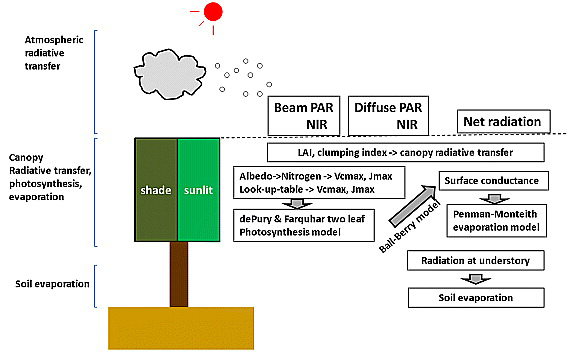 Atmospheric
radiative
transfer
Beam PAR
NIR
Diffuse PAR
NIR
Net radiation
Canopy
Radiative transfer,
photosynthesis,
evaporation
shade
sunlit
LAI, clumping index -> canopy radiative transfer
Albedo->Nitrogen -> Vcmax, Jmax
Look-up-table -> Vcmax, Jmax
dePury & Farquhar two leaf
Photosynthesis model
Ball-Berry model
Surface conductance
Penman-Monteith
evaporation model
Radiation at understory
Soil evaporation
Soil evaporation